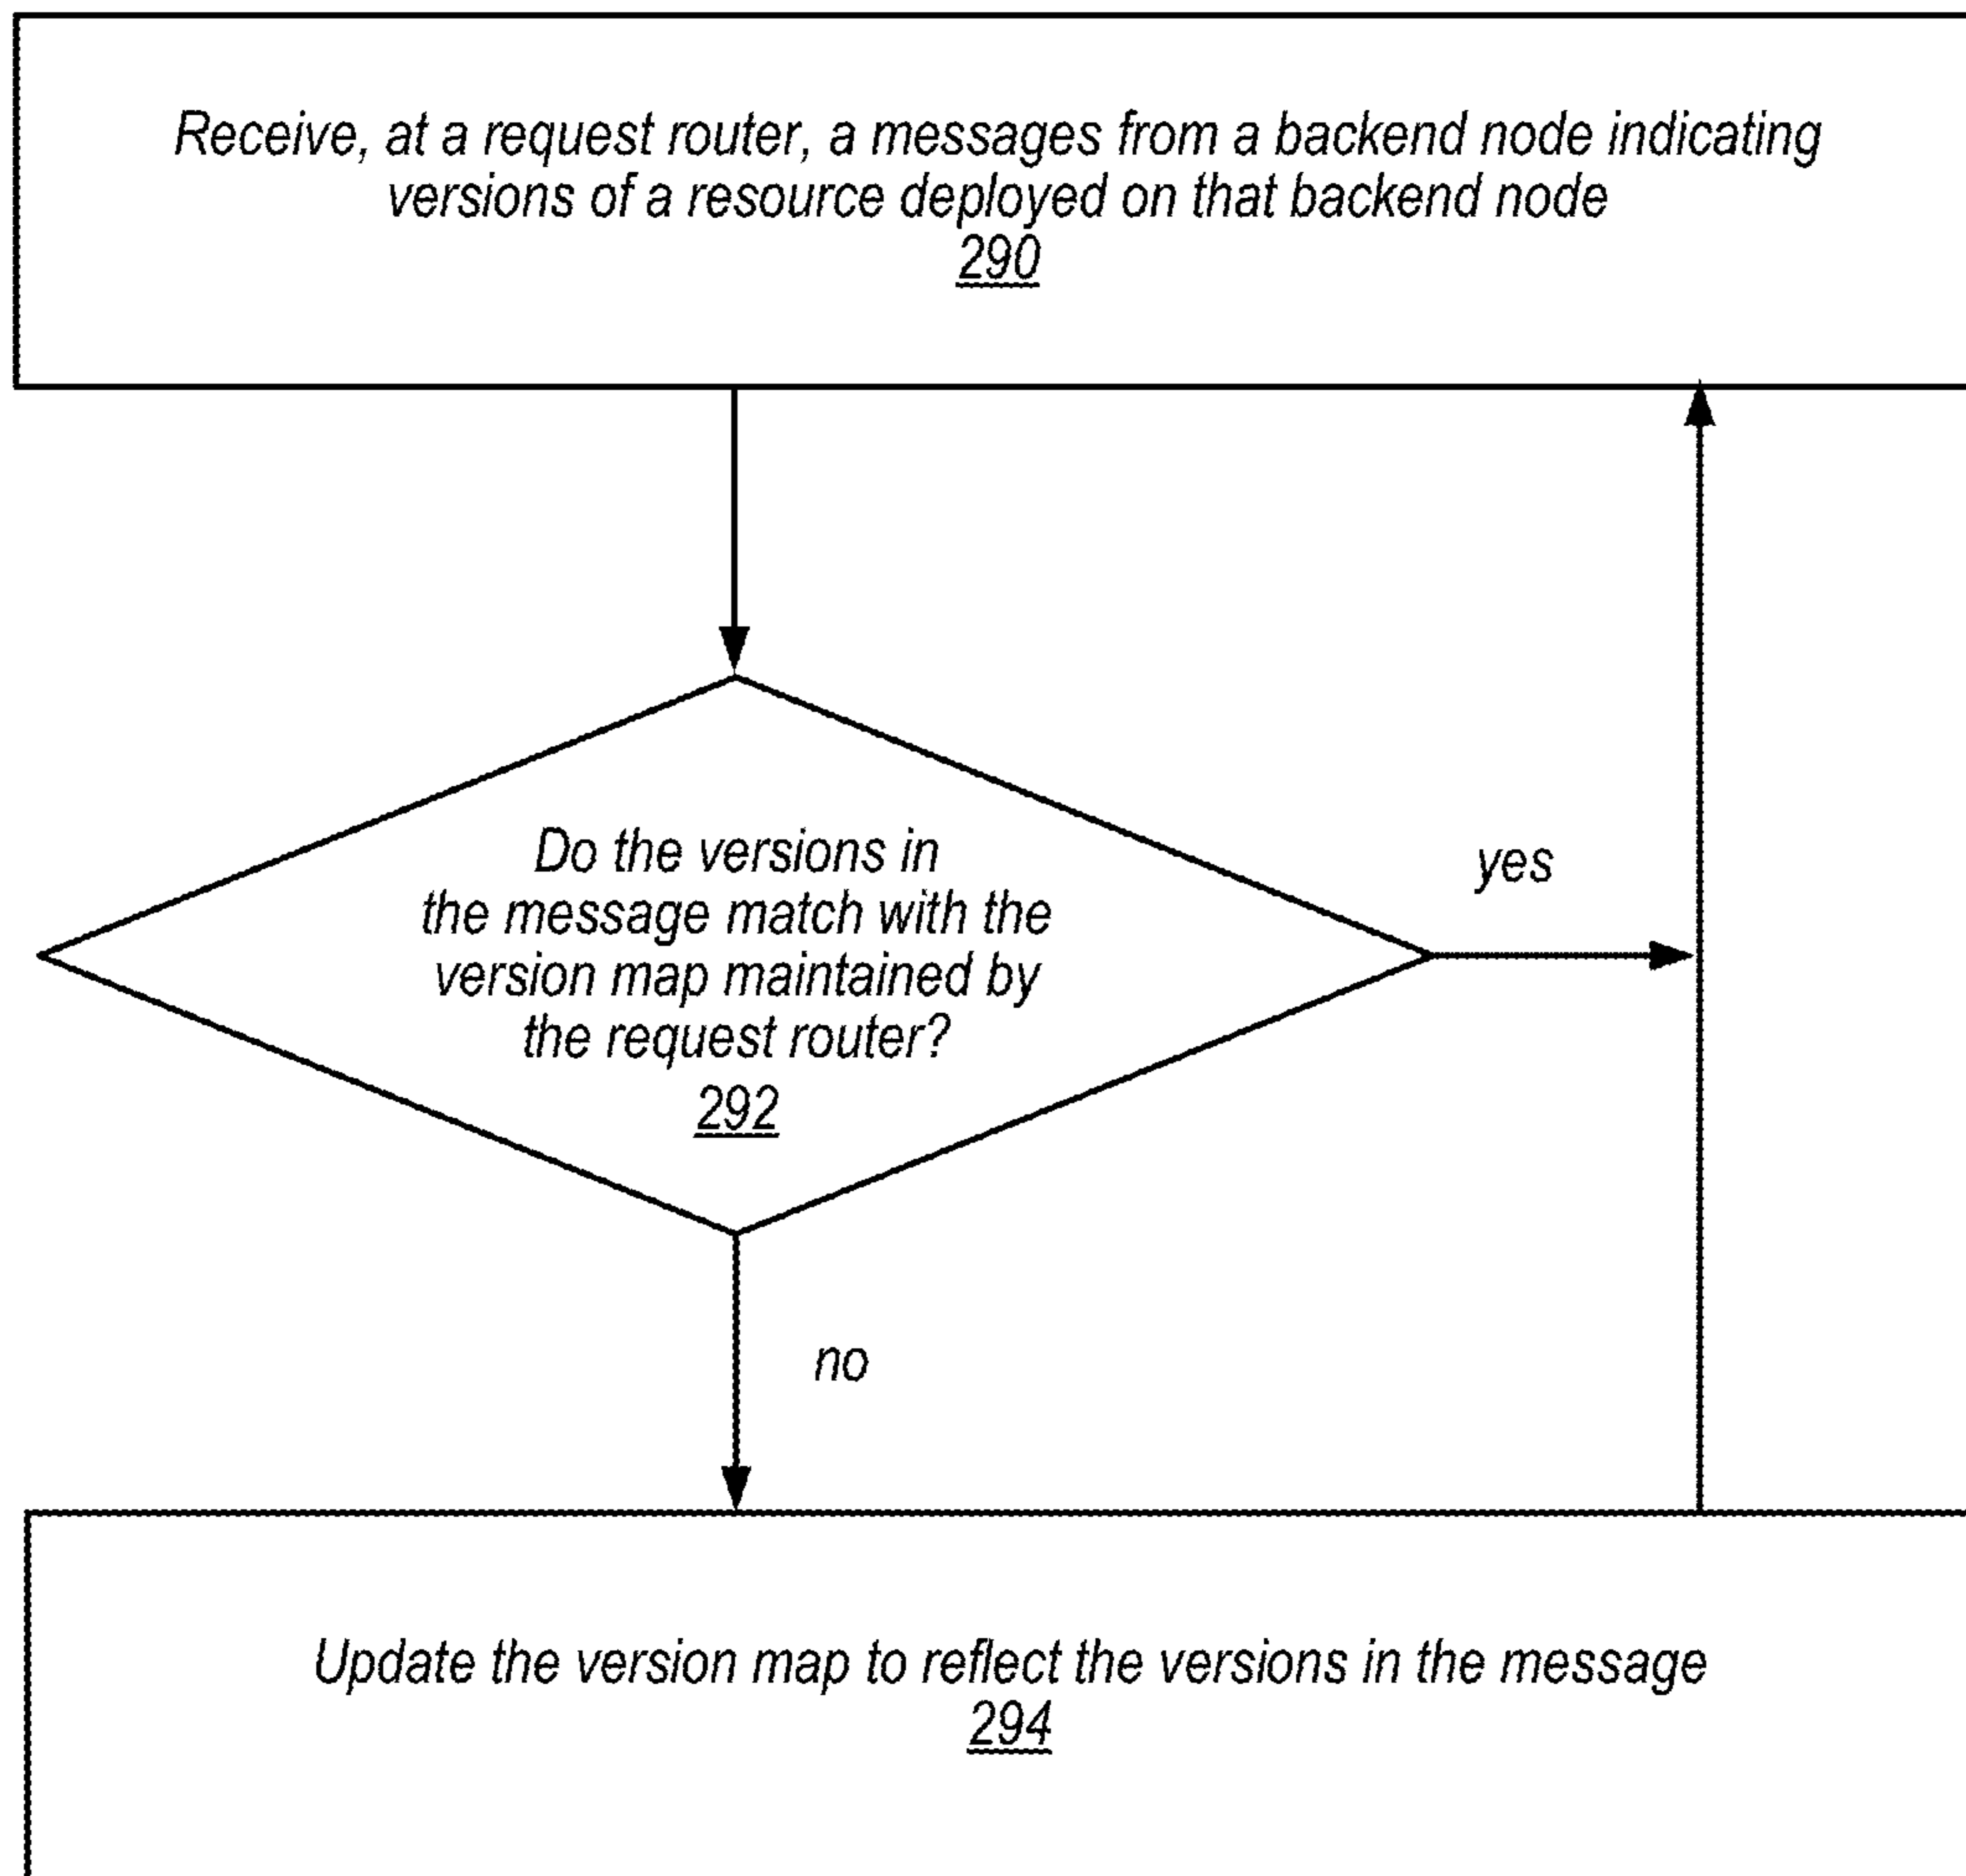 Receive, at a request router, a messages from a backend node indicating
versions of a resource deployed on that backend node
290
Do the versions in
the message match with the
version map maintained by
the request router?
292
yes
no
Update the version map to reflect the versions in the message
294